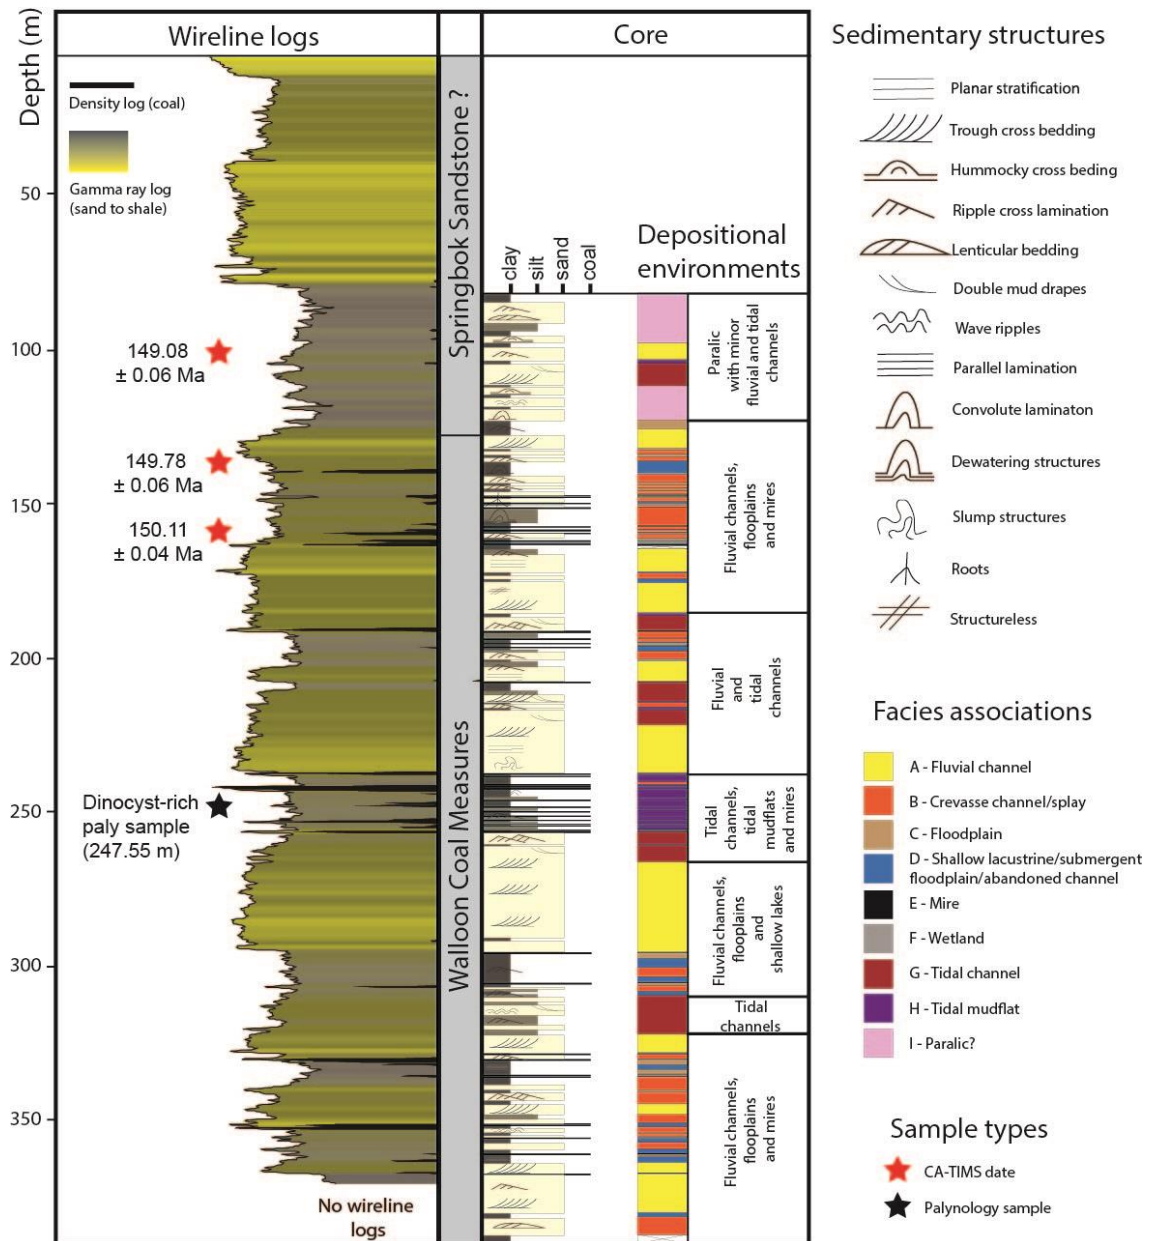 Depth (m)
Wireline logs
Core
Density log (coal)
Gamma ray log
(sand to shale)
50
100
150
200
250
300
350
149.08
± 0.06 Ma
149.78
± 0.06 Ma
150.11
± 0.04 Ma
Dinocyst-rich
paly sample
(247.55 m)
No wireline
logs
Springbok Sandstone ?
Walloon Coal Measures
clay
silt
sand
coal
Depositional
environments
Paralic
with minor
fluvial and tidal
channels
Fluvial channels,
flooplains
and mires
Fluvial
and
tidal
channels
Tidal
channels,
tidal
mudflats
and mires
Fluvial channels,
flooplains
and
shallow lakes
Tidal
channels
Fluvial channels,
flooplains
and mires
Sedimentary structures
Planar stratification
Trough cross bedding
Hummocky cross beding
Ripple cross lamination
Lenticular bedding
Double mud drapes
Wave ripples
Parallel lamination
Convolute laminaton
Dewatering structures
Slump structures
Roots
Structureless
Facies associations
A - Fluvial channel
B - Crevasse channel/splay
C - Floodplain
D - Shallow lacustrine/submergent
floodplain/abandoned channel
E - Mire
F - Wetland
G - Tidal channel
H - Tidal mudflat
I - Paralic?
Sample types
CA-TIMS date
Palynology sample